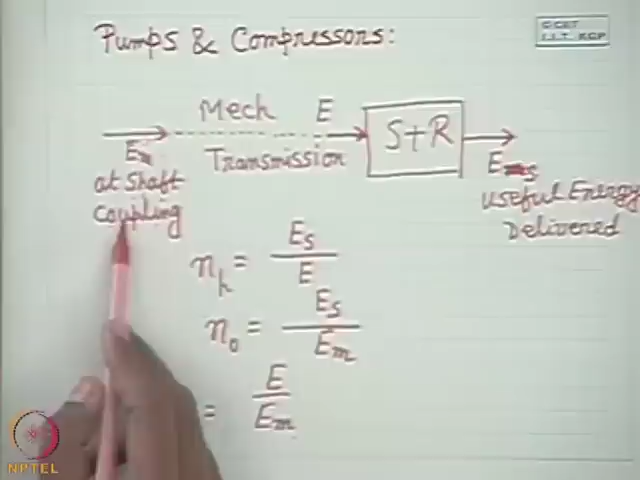 Pumps & Compressors:
© CET
I.I.T. KGP
Mech E
Transmission
S+R
Em
at shaft
coupling
Es
Useful Energy
Delivered
ηh = Es / E
ηo = Es / Em
= E / Em
NPTEL